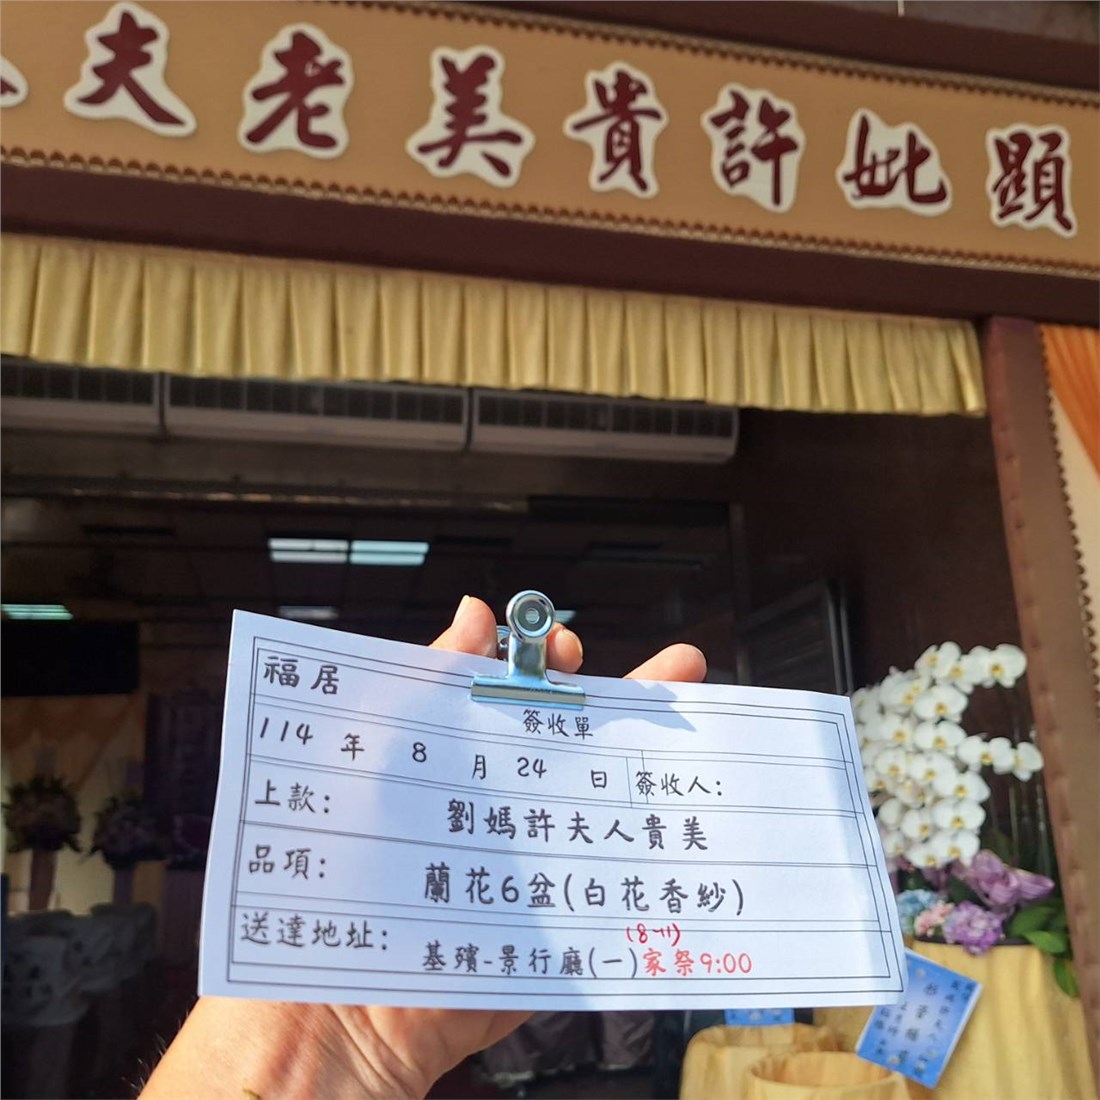 顯妣許貴美老夫
福居
簽收單
114 年 8 月 24 日 簽收人:
上款: 劉媽許夫人貴美
品項: 蘭花6盆(白花香紗)
(8-11)
送達地址: 基殯-景行廳(一)家祭9:00